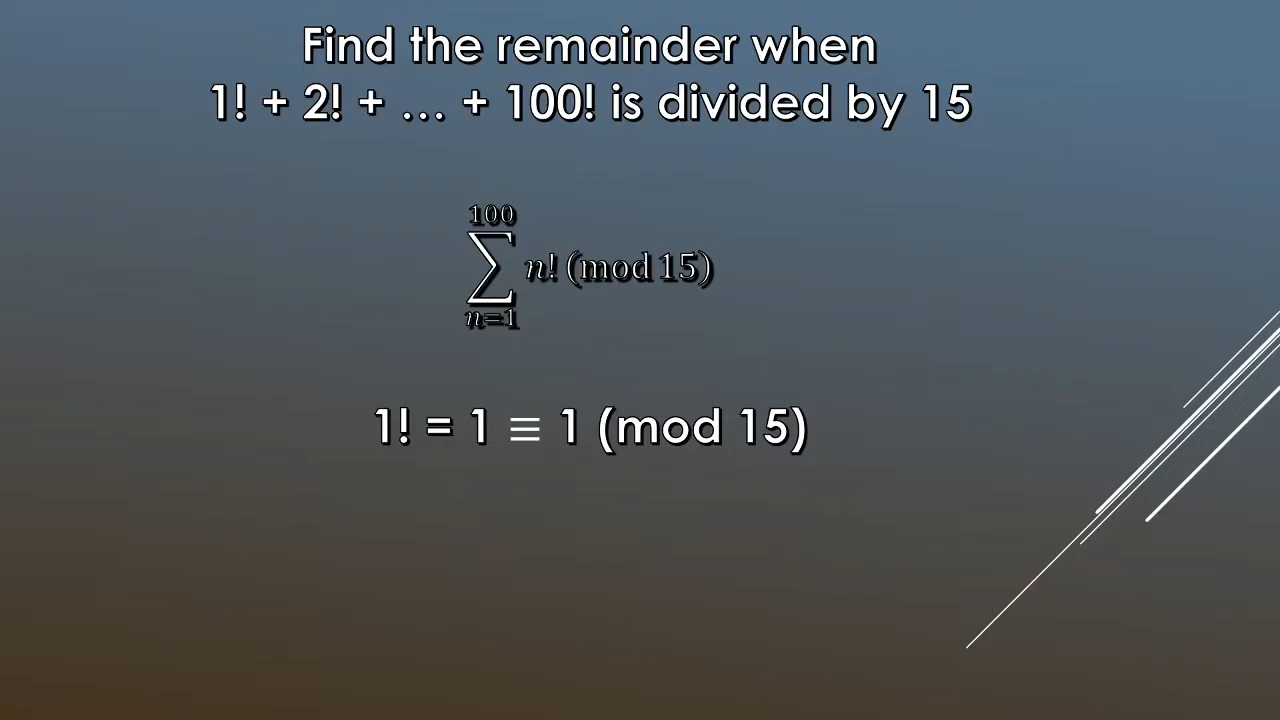 Find the remainder when
1! + 2! + … + 100! is divided by 15
100
∑ n! (mod 15)
n=1
1! = 1 ≡ 1 (mod 15)